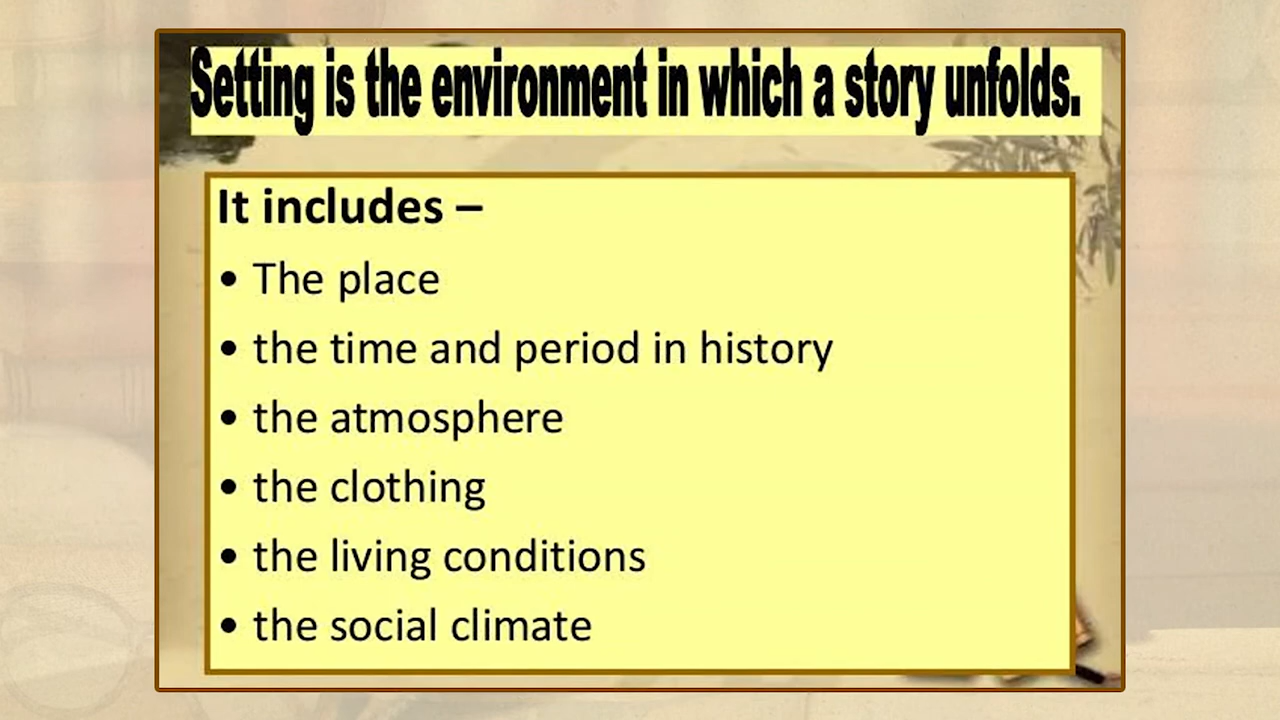 Setting is the environment in which a story unfolds.
It includes –
• The place
• the time and period in history
• the atmosphere
• the clothing
• the living conditions
• the social climate